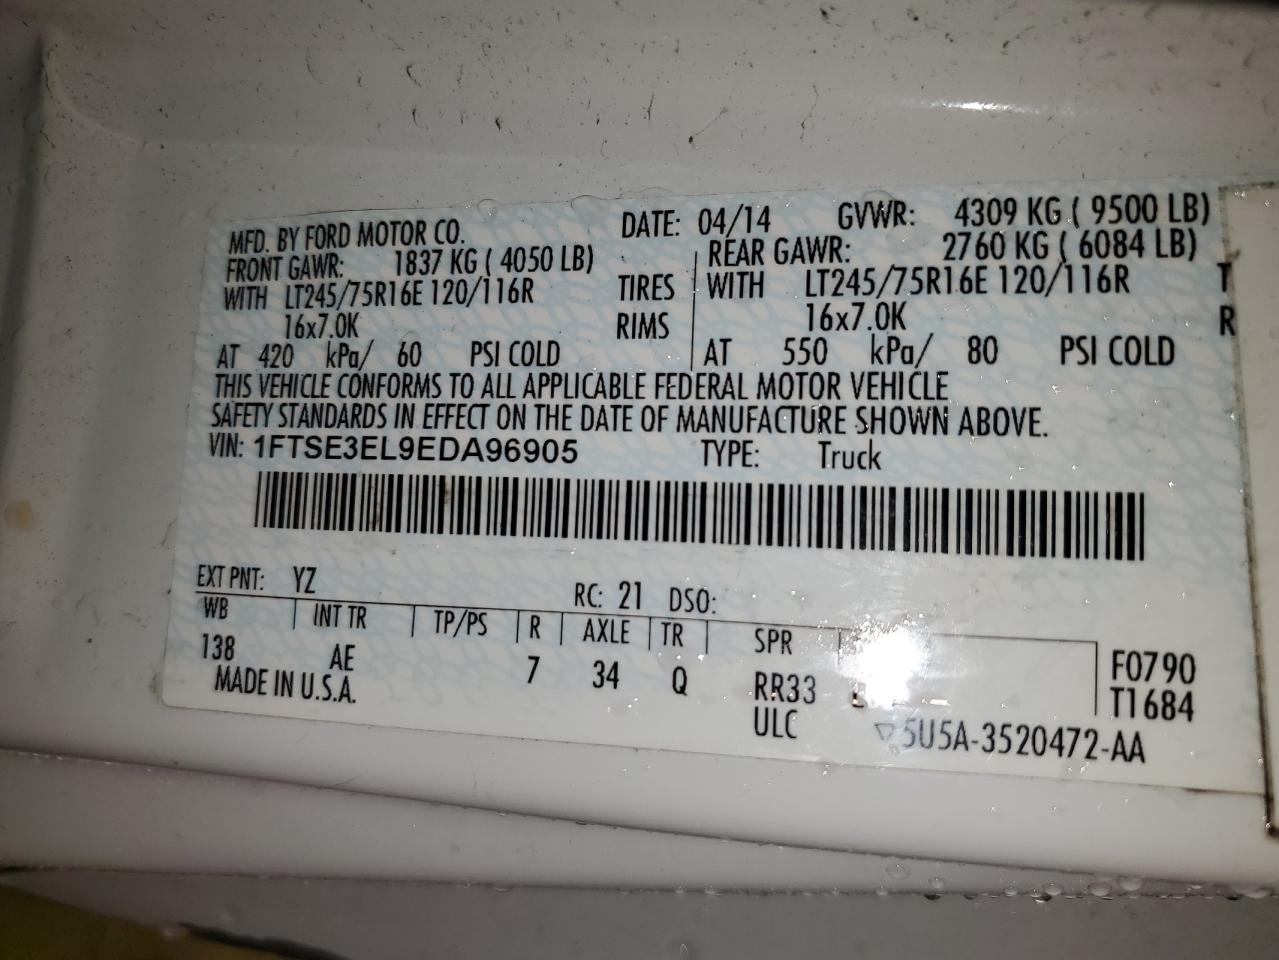 MFD. BY FORD MOTOR CO. DATE: 04/14 GVWR: 4309 KG ( 9500 LB)
FRONT GAWR: 1837 KG ( 4050 LB) REAR GAWR: 2760 KG ( 6084 LB)
WITH LT245/75R16E 120/116R TIRES WITH LT245/75R16E 120/116R T
16x7.0K RIMS 16x7.0K R
AT 420 kPa/ 60 PSI COLD AT 550 kPa/ 80 PSI COLD
THIS VEHICLE CONFORMS TO ALL APPLICABLE FEDERAL MOTOR VEHICLE
SAFETY STANDARDS IN EFFECT ON THE DATE OF MANUFACTURE SHOWN ABOVE.
VIN: 1FTSE3EL9EDA96905 TYPE: Truck
EXT PNT: YZ RC: 21 DSO:
WB INT TR TP/PS R AXLE TR SPR
138 AE 7 34 Q RR33 F0790
MADE IN U.S.A. ULC T1684
5U5A-3520472-AA